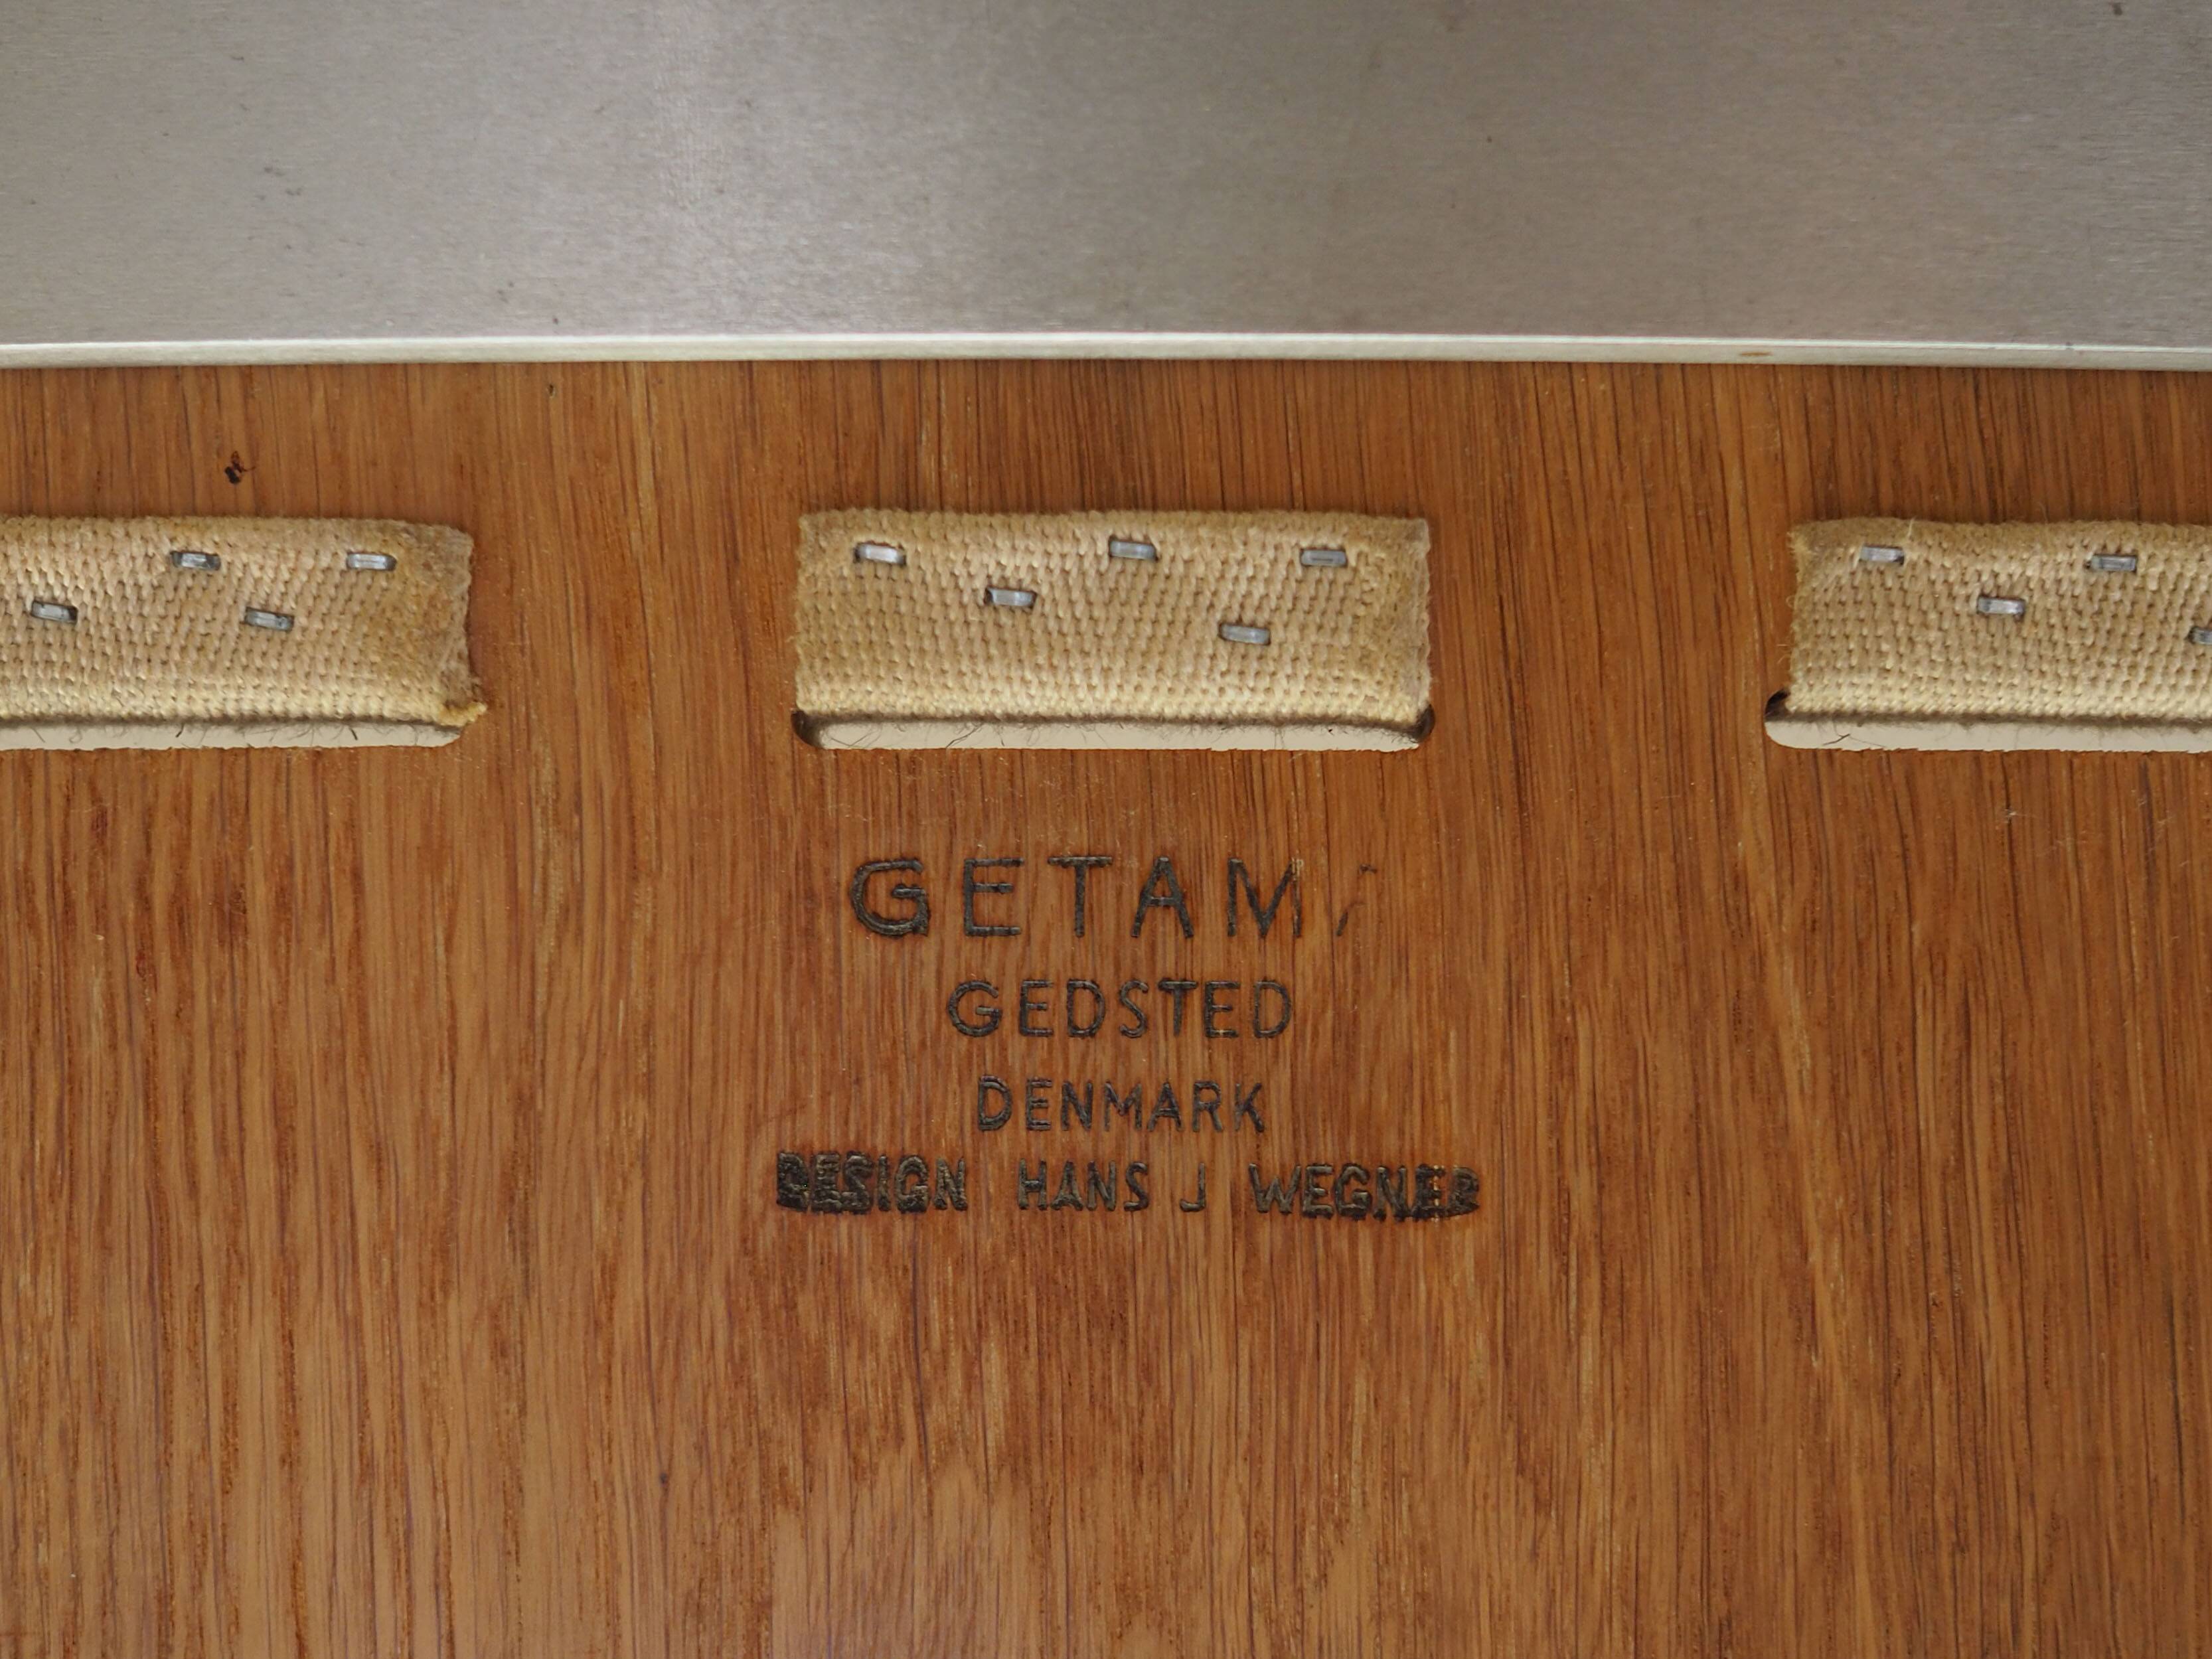 GETAMA
GEDSTED
DENMARK
DESIGN HANS J WEGNER